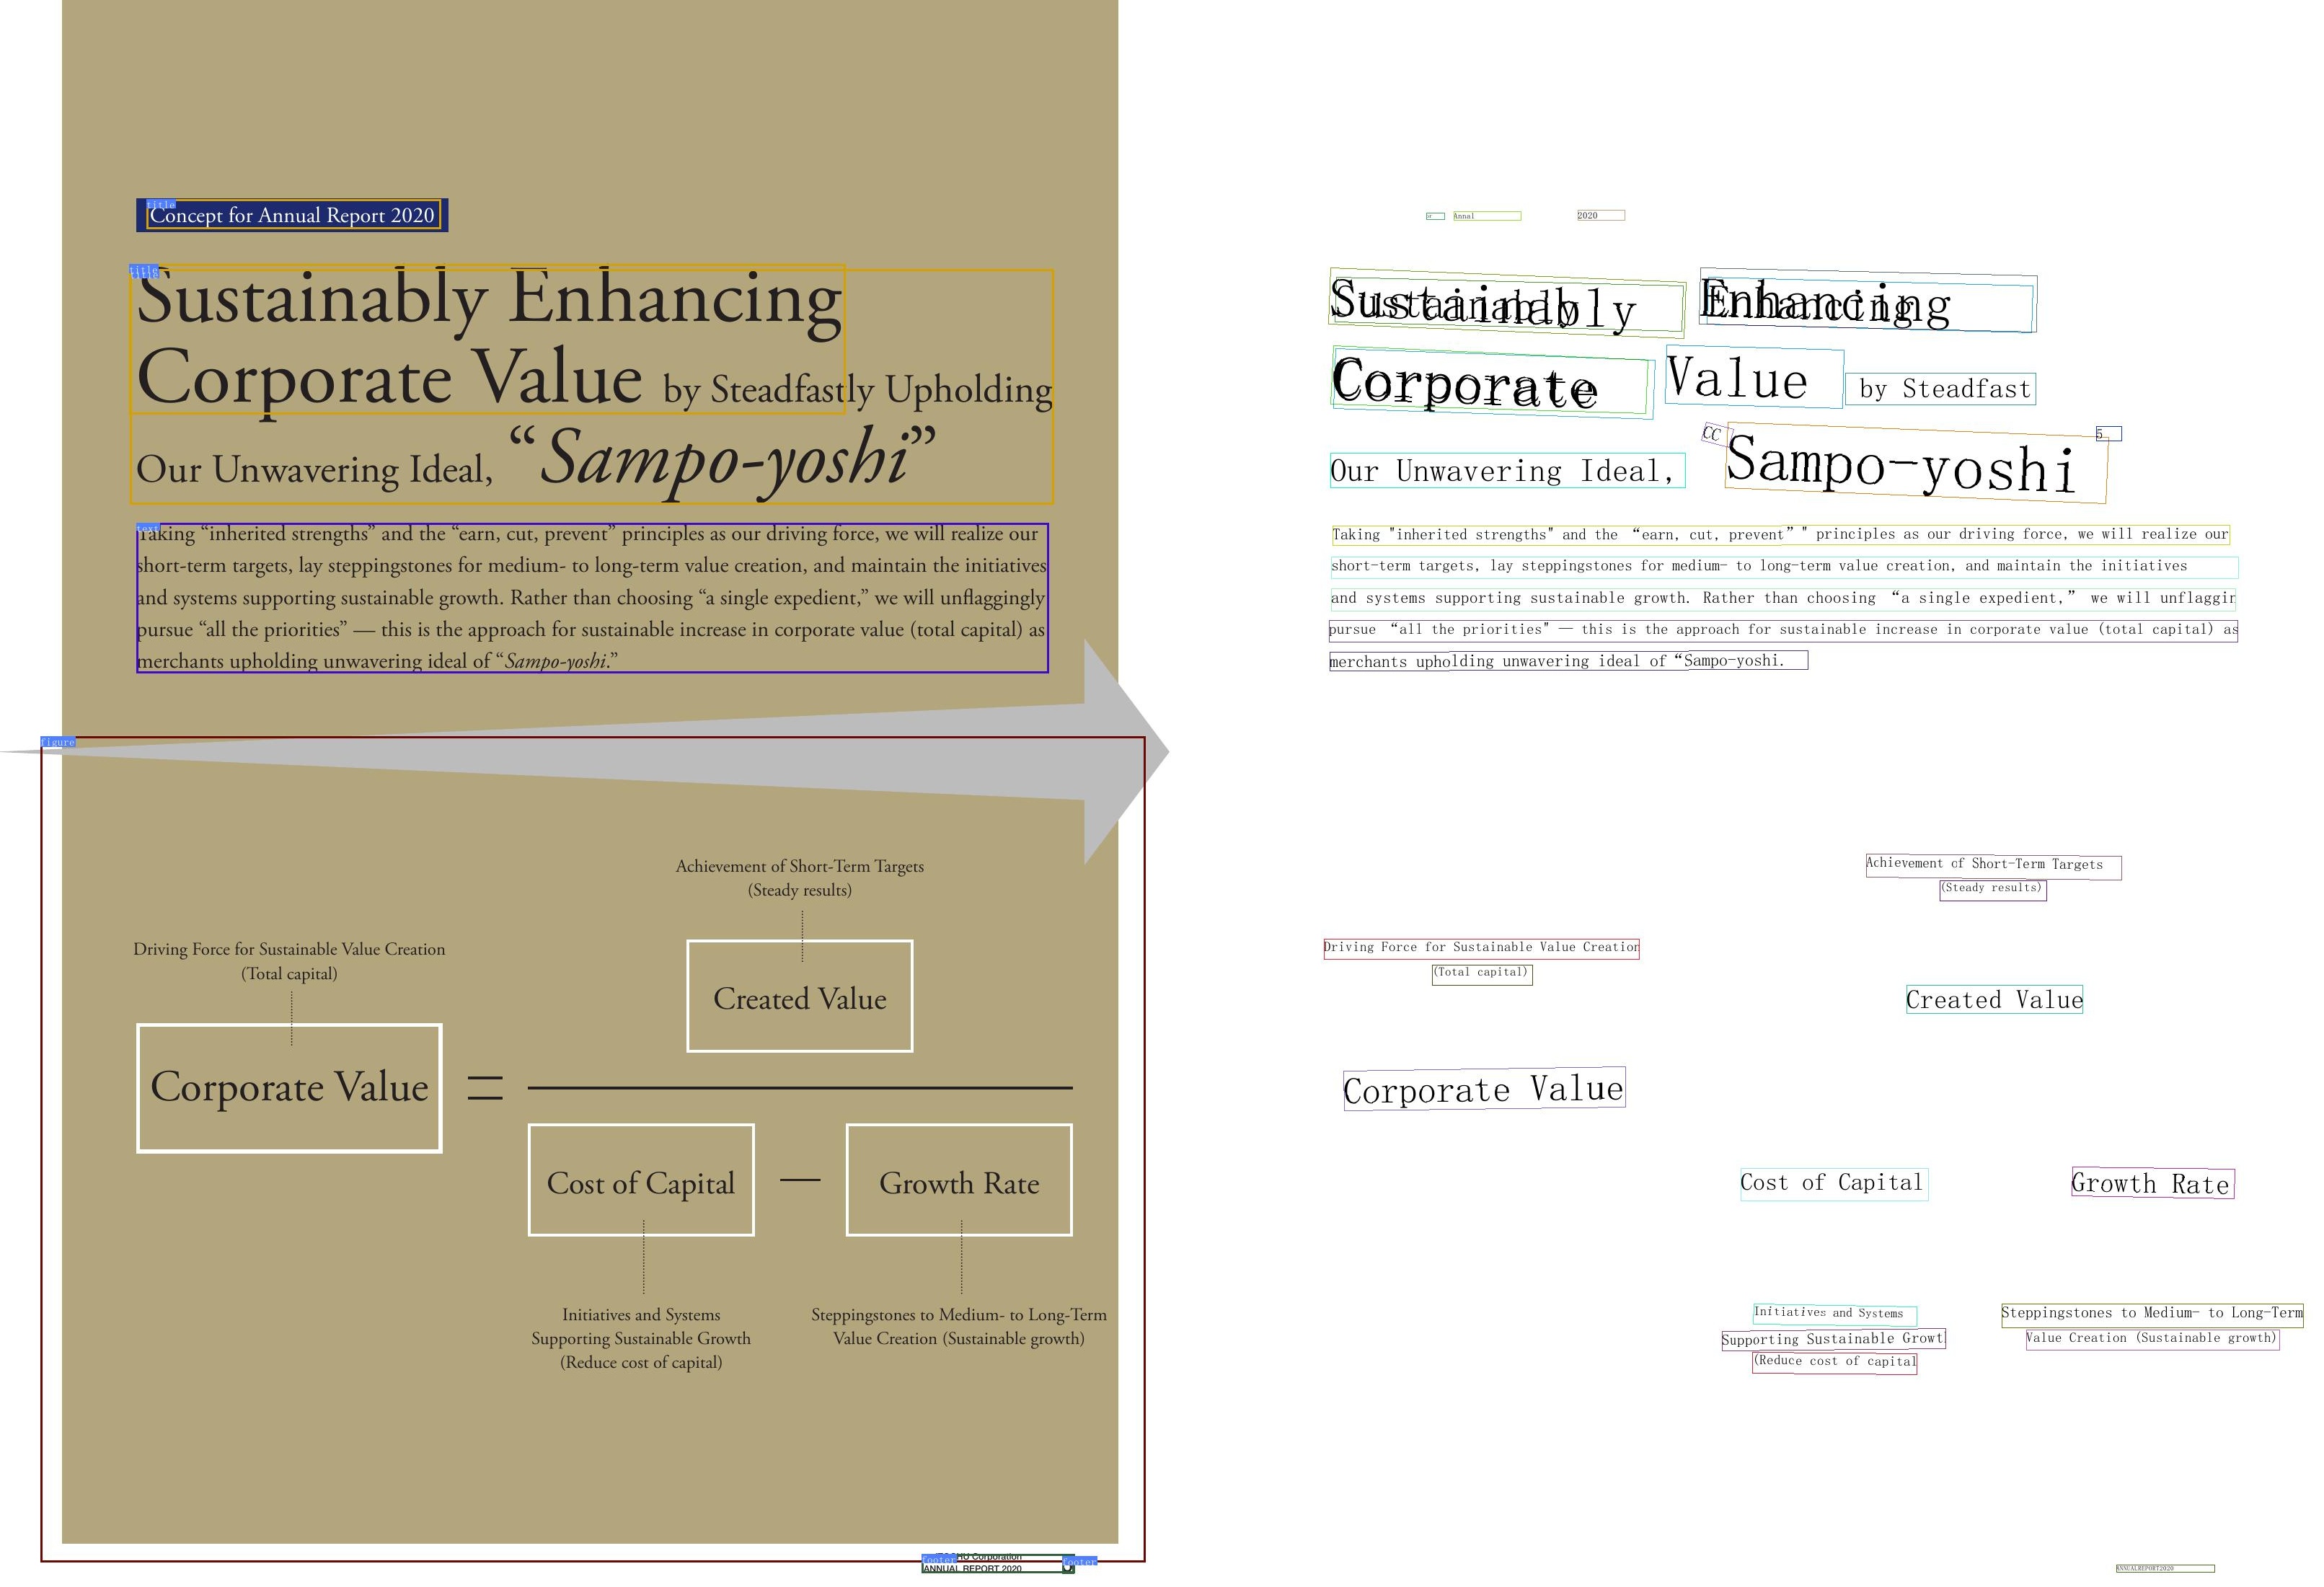 title
Concept for Annual Report 2020
title
Sustainably Enhancing
Corporate Value by Steadfastly Upholding
Our Unwavering Ideal, “Sampo-yoshi”
text
Taking “inherited strengths” and the “earn, cut, prevent” principles as our driving force, we will realize our
short-term targets, lay steppingstones for medium- to long-term value creation, and maintain the initiatives
and systems supporting sustainable growth. Rather than choosing “a single expedient,” we will unflaggingly
pursue “all the priorities” — this is the approach for sustainable increase in corporate value (total capital) as
merchants upholding unwavering ideal of “Sampo-yoshi.”
figure
Achievement of Short-Term Targets
(Steady results)
Driving Force for Sustainable Value Creation
(Total capital)
Created Value
Corporate Value =
Cost of Capital — Growth Rate
Initiatives and Systems
Supporting Sustainable Growth
(Reduce cost of capital)
Steppingstones to Medium- to Long-Term
Value Creation (Sustainable growth)
footer
footer
Corporation
ANNUAL REPORT 2020
Annal
2020
Sustainably Enhancing
Sustainably Enhancing
Corporate Value by Steadfast
Corporate
CC Sampo-yoshi 5
Our Unwavering Ideal,
Taking "inherited strengths" and the “earn, cut, prevent” " principles as our driving force, we will realize our
short-term targets, lay steppingstones for medium- to long-term value creation, and maintain the initiatives
and systems supporting sustainable growth. Rather than choosing “a single expedient,” we will unflaggin
pursue “all the priorities" — this is the approach for sustainable increase in corporate value (total capital) as
merchants upholding unwavering ideal of “Sampo-yoshi.
Achievement of Short-Term Targets
(Steady results)
Driving Force for Sustainable Value Creation
(Total capital)
Created Value
Corporate Value
Cost of Capital
Growth Rate
Initiatives and Systems
Supporting Sustainable Growt
(Reduce cost of capital
Steppingstones to Medium- to Long-Term
Value Creation (Sustainable growth)
ANNUALREPORT2020